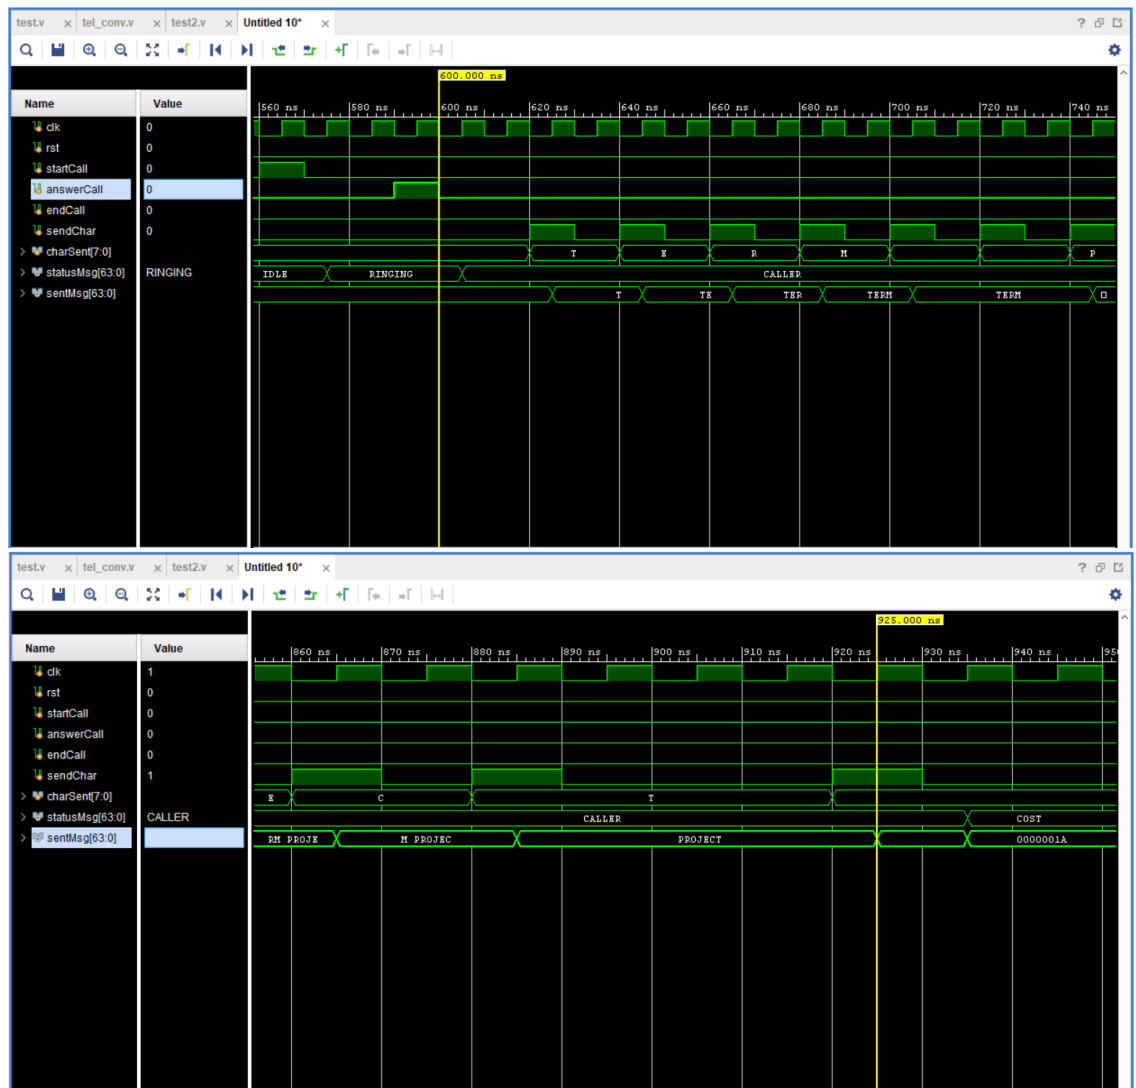 test.v × tel_conv.v × test2.v × Untitled 10* × ?
600.000 ns
Name Value 560 ns 580 ns 600 ns 620 ns 640 ns 660 ns 680 ns 700 ns 720 ns 740 ns
clk 0
rst 0
startCall 0
answerCall 0
endCall 0
sendChar 0
charSent[7:0] T E R M P
statusMsg[63:0] RINGING IDLE RINGING CALLER
sentMsg[63:0] T TE TER TERM TERM
test.v × tel_conv.v × test2.v × Untitled 10* × ?
925.000 ns
Name Value 860 ns 870 ns 880 ns 890 ns 900 ns 910 ns 920 ns 930 ns 940 ns 950
clk 1
rst 0
startCall 0
answerCall 0
endCall 0
sendChar 1
charSent[7:0] E C T
statusMsg[63:0] CALLER CALLER COST
sentMsg[63:0] RM PROJE M PROJEC PROJECT 0000001A